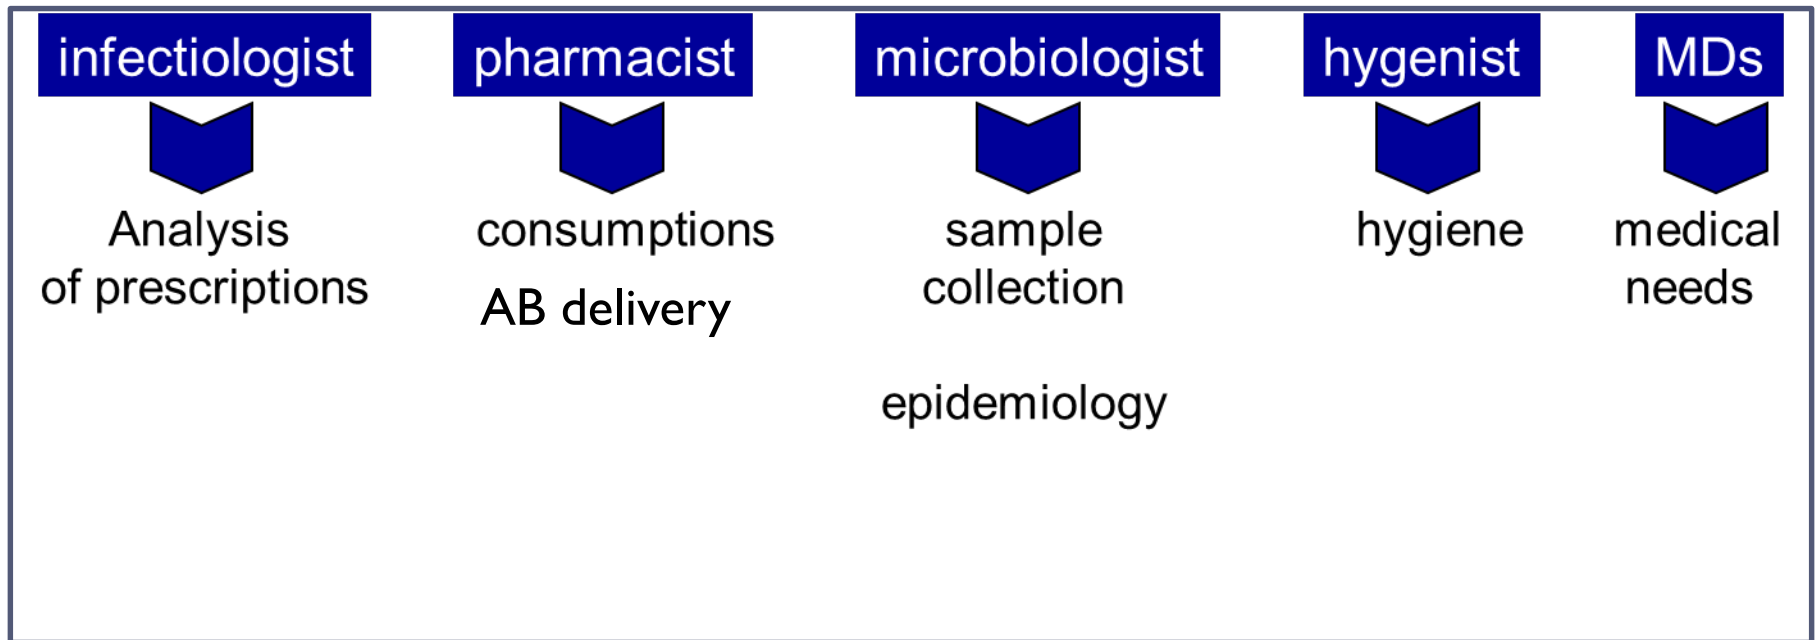 infectiologist
pharmacist
microbiologist
hygenist
MDs
Analysis
of prescriptions
consumptions
AB delivery
sample
collection
epidemiology
hygiene
medical
needs